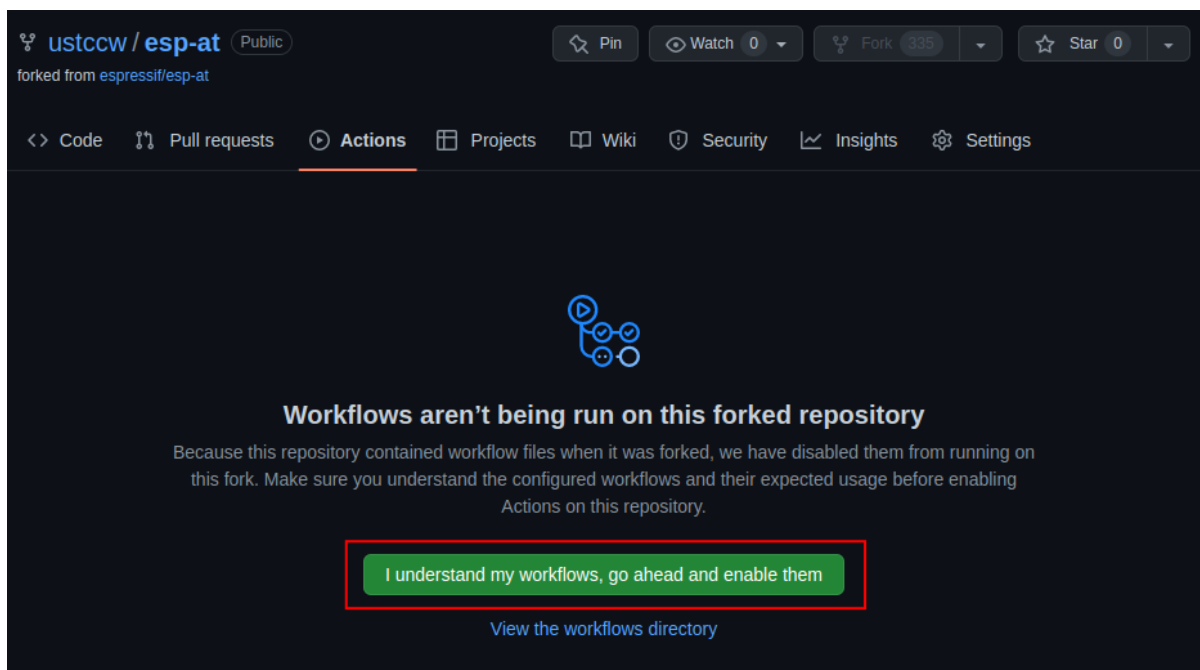 ustccw / esp-at Public Pin Watch 0 Fork 335 Star 0
forked from espressif/esp-at
Code Pull requests Actions Projects Wiki Security Insights Settings
Workflows aren’t being run on this forked repository
Because this repository contained workflow files when it was forked, we have disabled them from running on
this fork. Make sure you understand the configured workflows and their expected usage before enabling
Actions on this repository.
I understand my workflows, go ahead and enable them
View the workflows directory